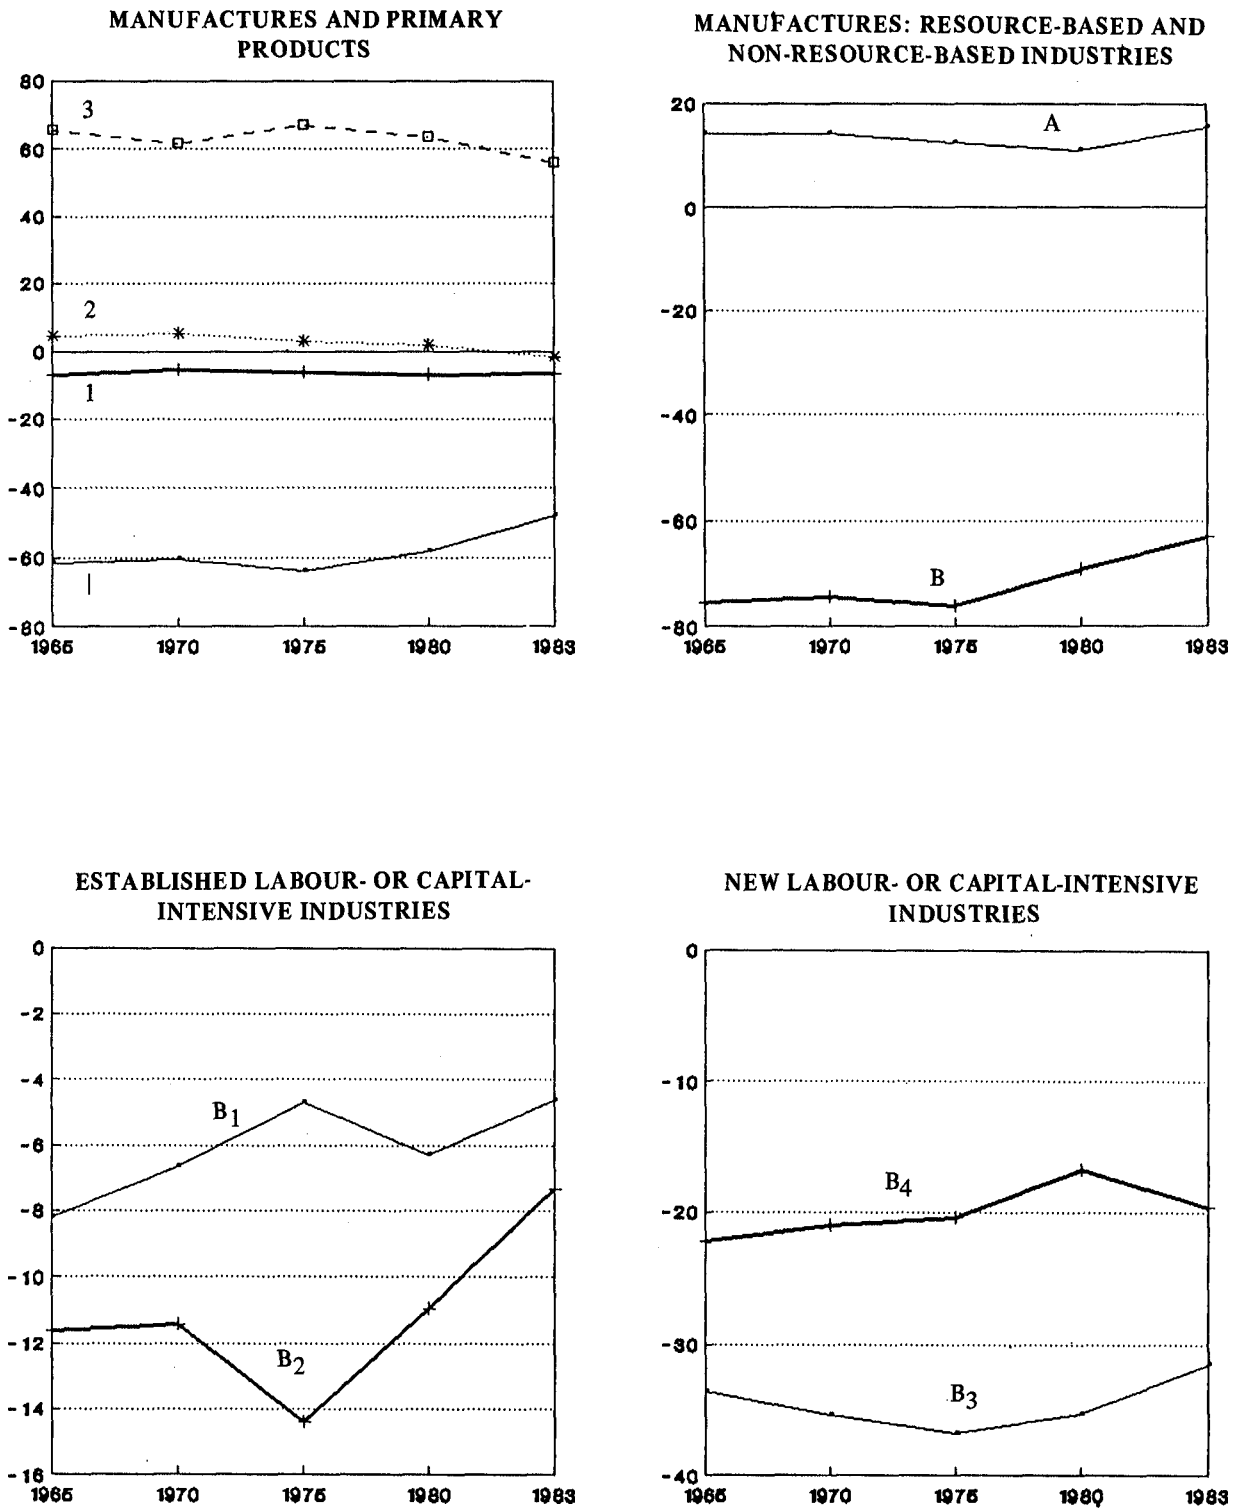 MANUFACTURES AND PRIMARY
PRODUCTS
80
60
40
20
0
-20
-40
-60
-80
3
2
1
|
1965 1970 1975 1980 1983
MANUFACTURES: RESOURCE-BASED AND
NON-RESOURCE-BASED INDUSTRIES
20
0
-20
-40
-60
-80
A
B
1965 1970 1975 1980 1983
ESTABLISHED LABOUR- OR CAPITAL-
INTENSIVE INDUSTRIES
0
-2
-4
-6
-8
-10
-12
-14
-16
B1
B2
1965 1970 1975 1980 1983
NEW LABOUR- OR CAPITAL-INTENSIVE
INDUSTRIES
0
-10
-20
-30
-40
B4
B3
1965 1970 1975 1980 1983